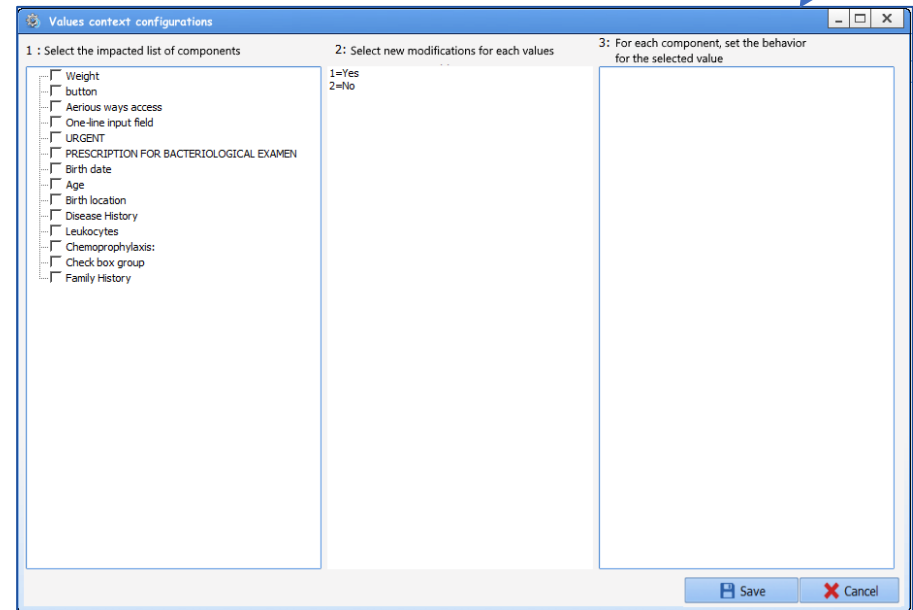 Values context configurations
1 : Select the impacted list of components
Weight
button
Aerious ways access
One-line input field
URGENT
PRESCRIPTION FOR BACTERIOLOGICAL EXAMEN
Birth date
Age
Birth location
Disease History
Leukocytes
Chemoprophylaxis:
Check box group
Family History
2: Select new modifications for each values
1=Yes
2=No
3: For each component, set the behavior
for the selected value
Save
Cancel